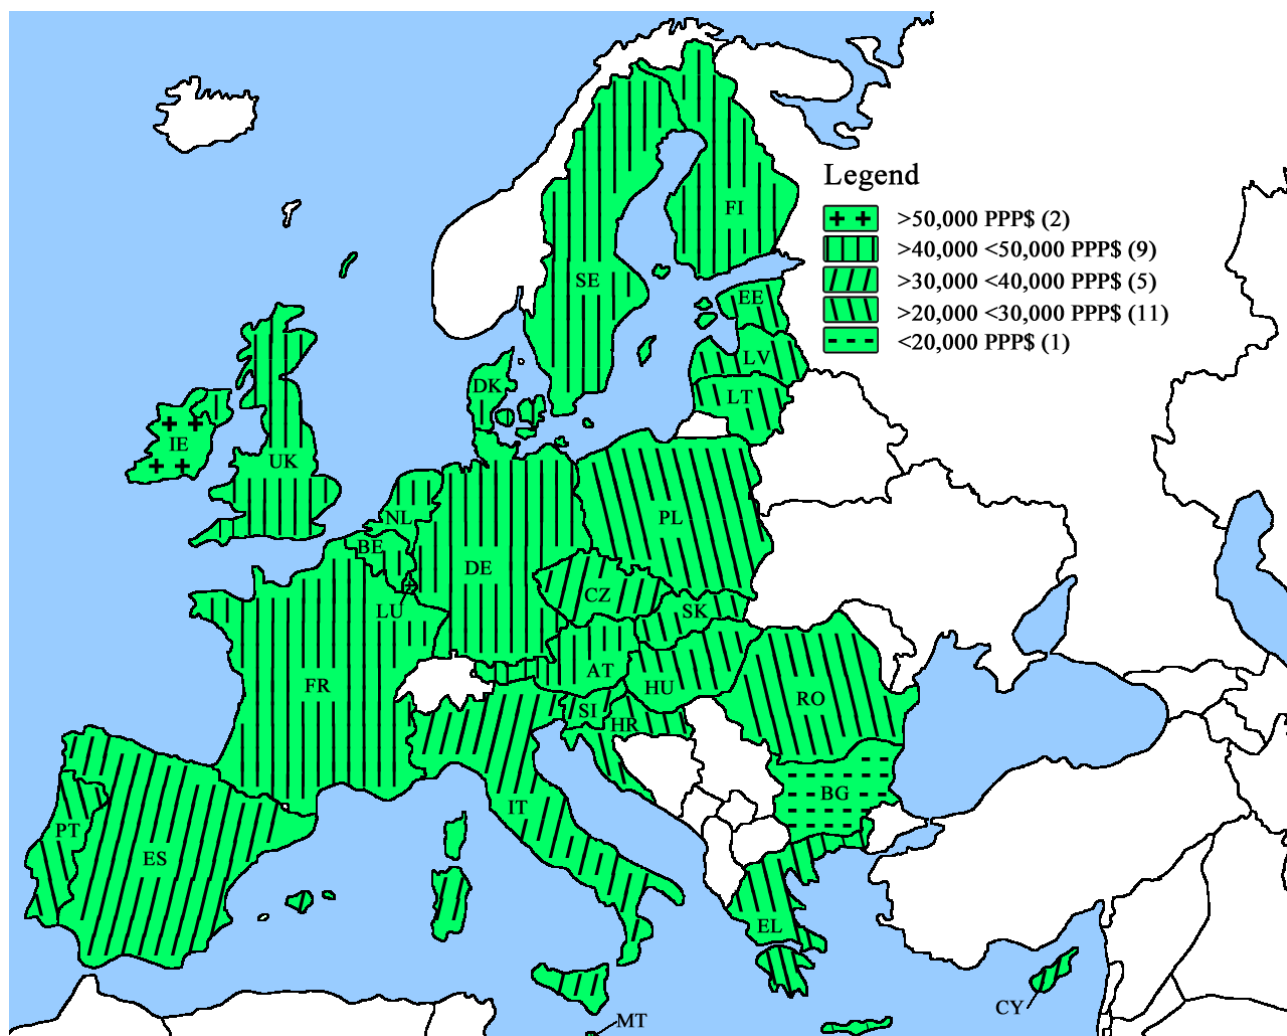 Legend
>50,000 PPP$ (2)
>40,000 <50,000 PPP$ (9)
>30,000 <40,000 PPP$ (5)
>20,000 <30,000 PPP$ (11)
<20,000 PPP$ (1)
FI
SE
EE
LV
LT
DK
IE
UK
NL
PL
BE
DE
CZ
LU
SK
FR
AT
HU
RO
SI
HR
BG
IT
PT
ES
EL
CY
MT